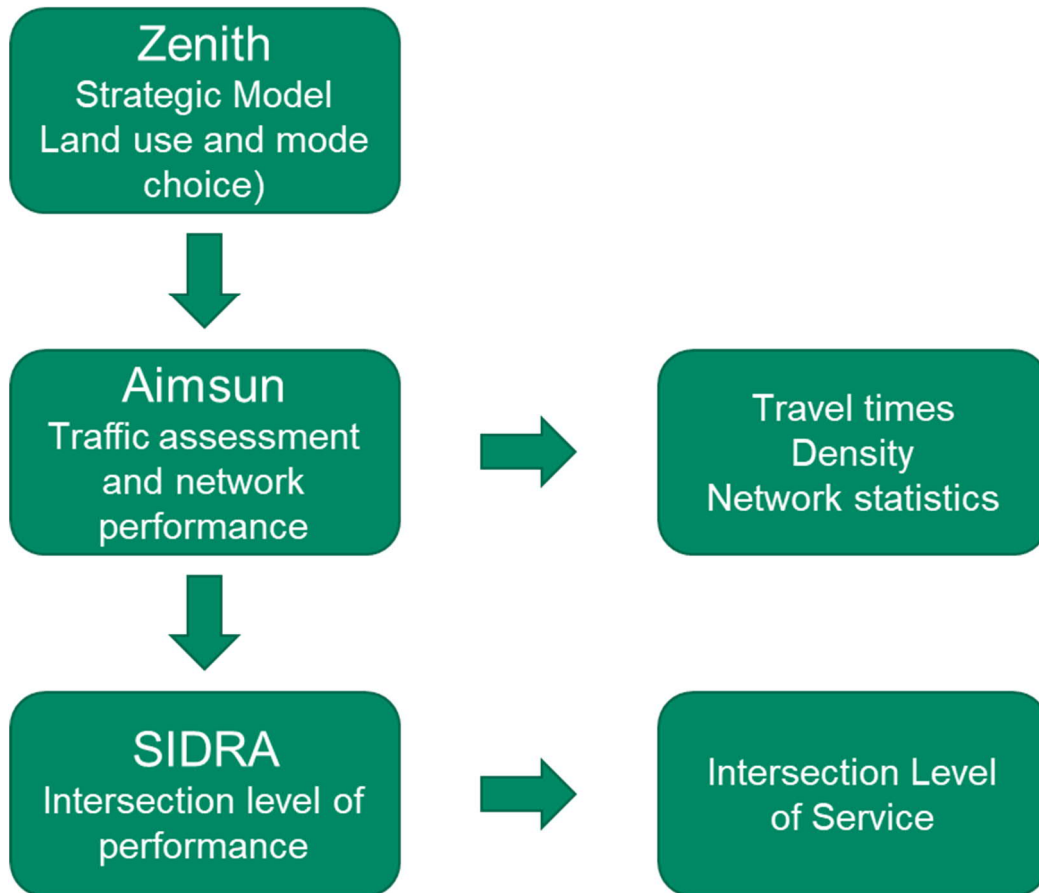 Zenith
Strategic Model
Land use and mode
choice)
Aimsun
Traffic assessment
and network
performance
Travel times
Density
Network statistics
SIDRA
Intersection level of
performance
Intersection Level
of Service